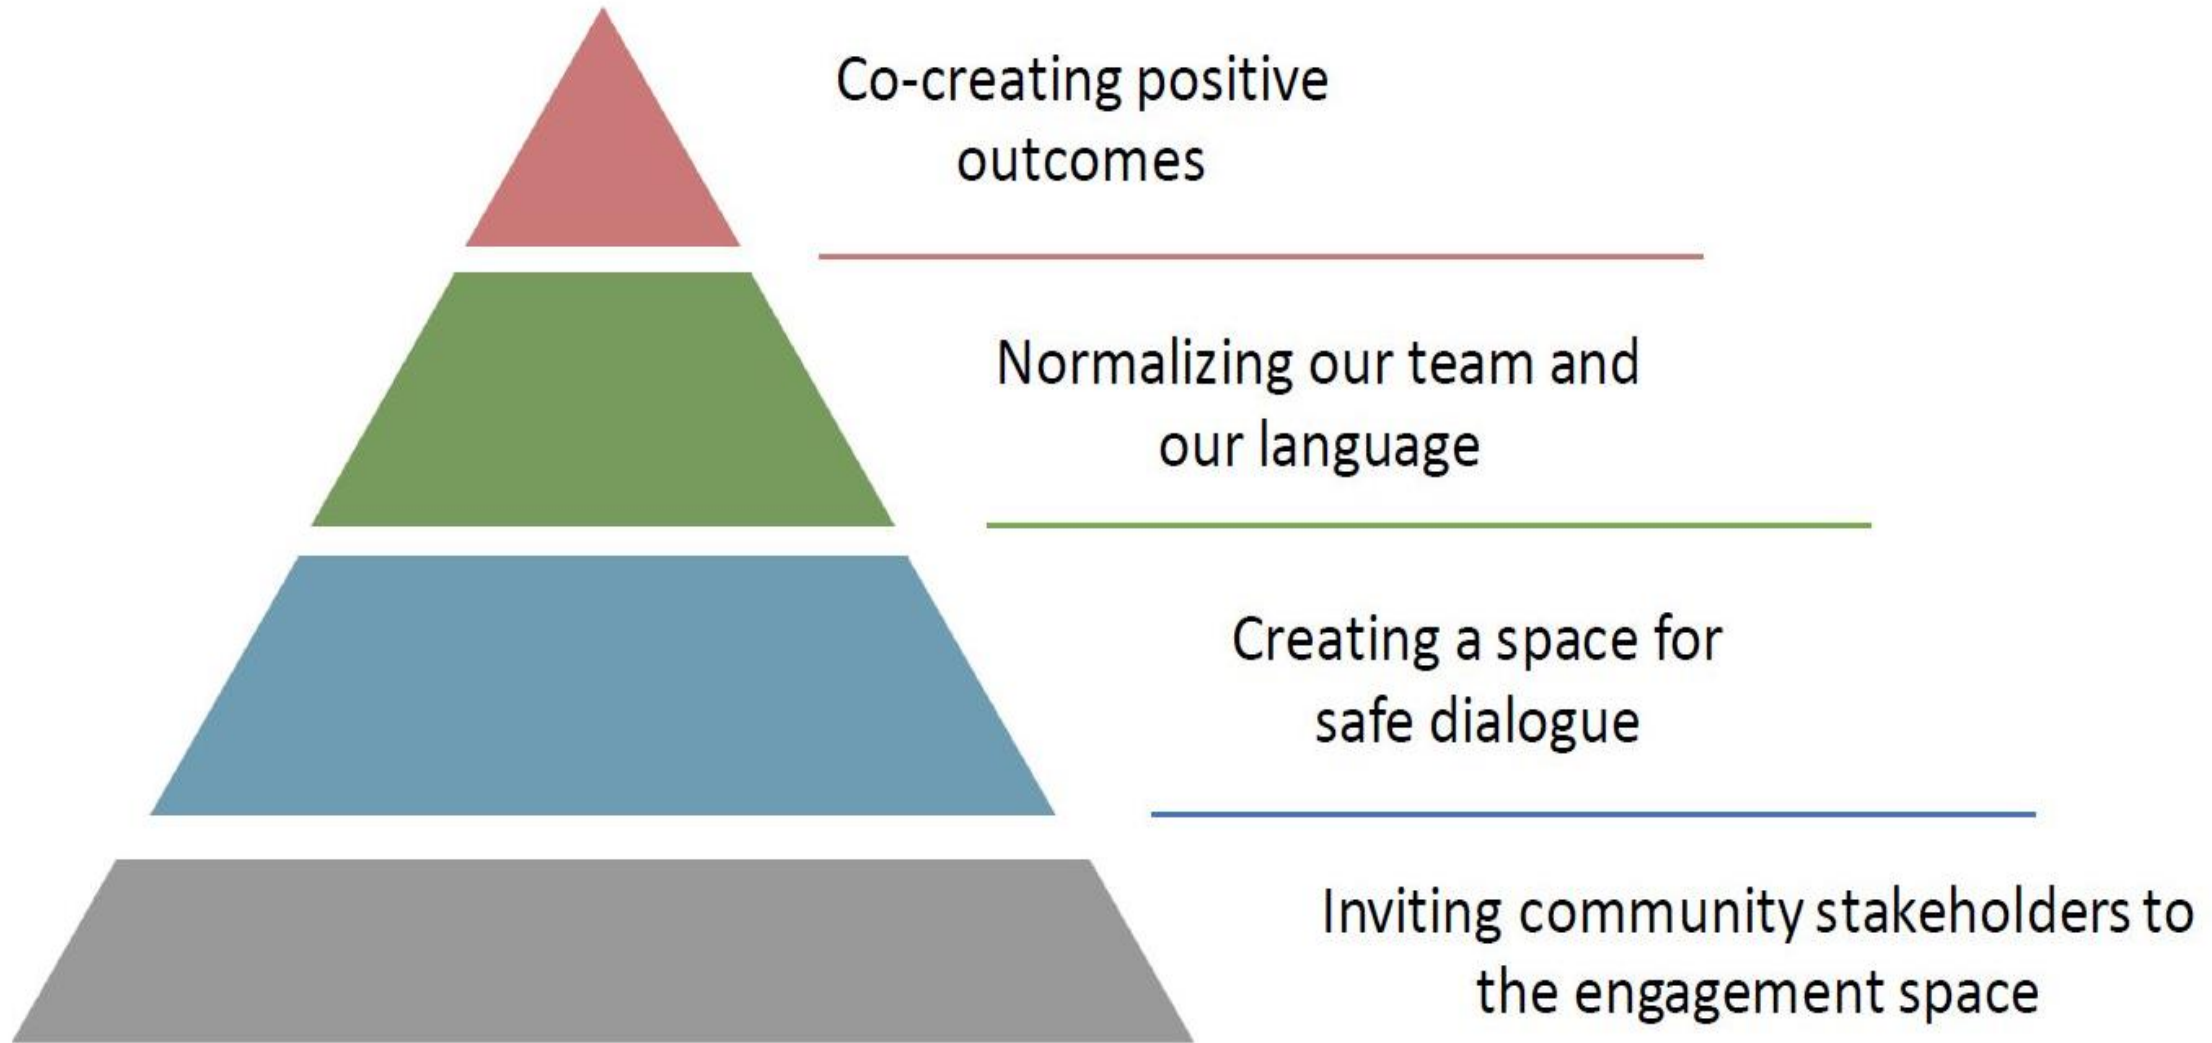 Co-creating positive
outcomes
Normalizing our team and
our language
Creating a space for
safe dialogue
Inviting community stakeholders to
the engagement space